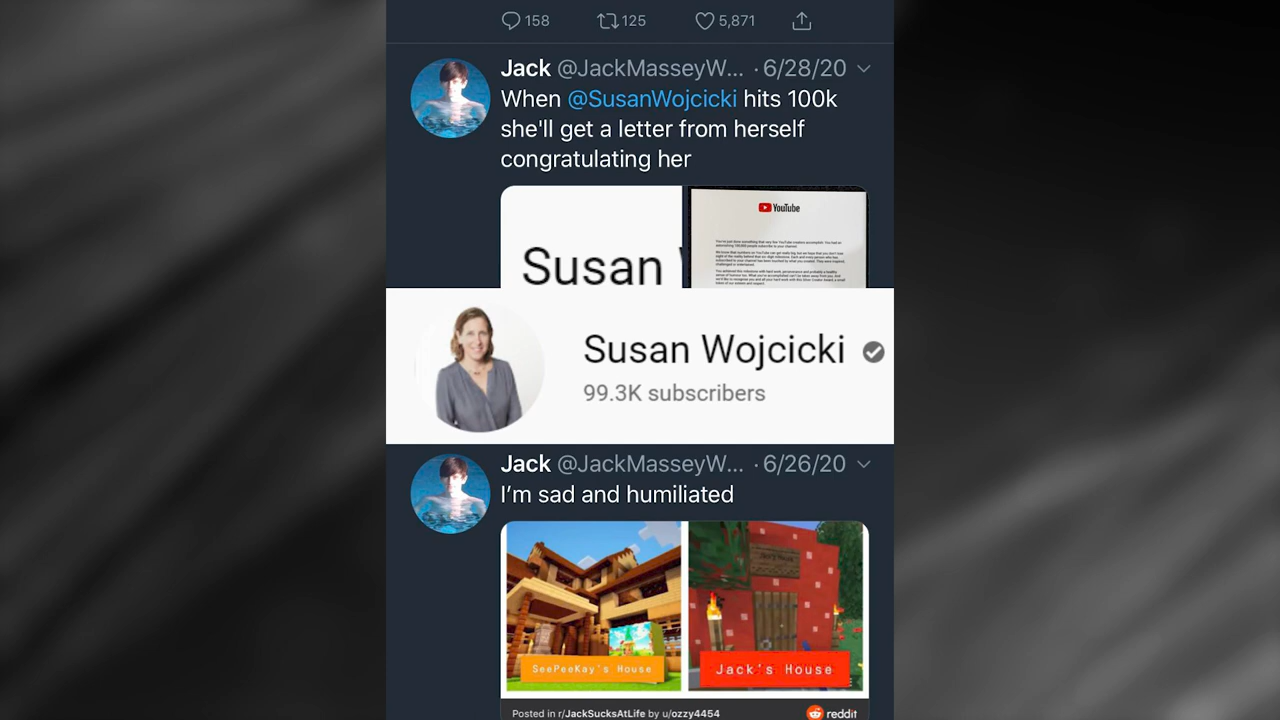 158 125 5,871
Jack @JackMasseyW... · 6/28/20
When @SusanWojcicki hits 100k
she'll get a letter from herself
congratulating her
Susan
YouTube
Susan Wojcicki
99.3K subscribers
Jack @JackMasseyW... · 6/26/20
I'm sad and humiliated
SeePeeKay's House
Jack's House
Posted in r/JackSucksAtLife by u/ozzy4454
reddit